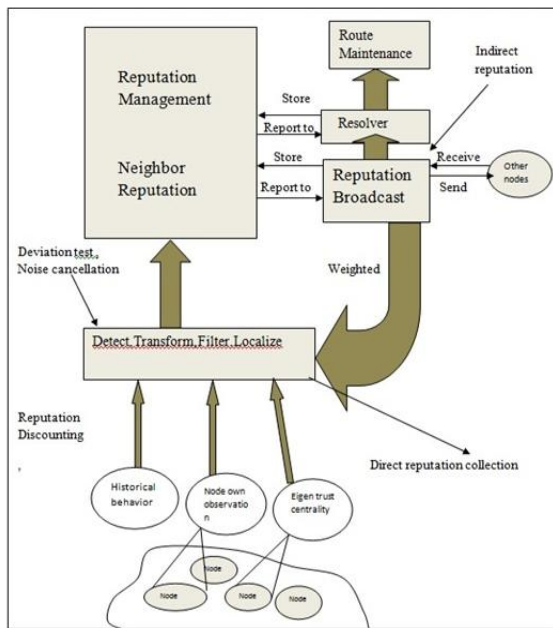 Route
Maintenance
Indirect
reputation
Reputation
Management
Store
Report to
Resolver
Receive
Other
nodes
Send
Neighbor
Reputation
Store
Report to
Reputation
Broadcast
Deviation test,
Noise cancellation
Weighted
Detect,Transform,Filter,Localize
Reputation
Discounting
,
Direct reputation collection
Historical
behavior
Node own
observatio
n
Eigen trust
centrality
Node
Node
Node
Node